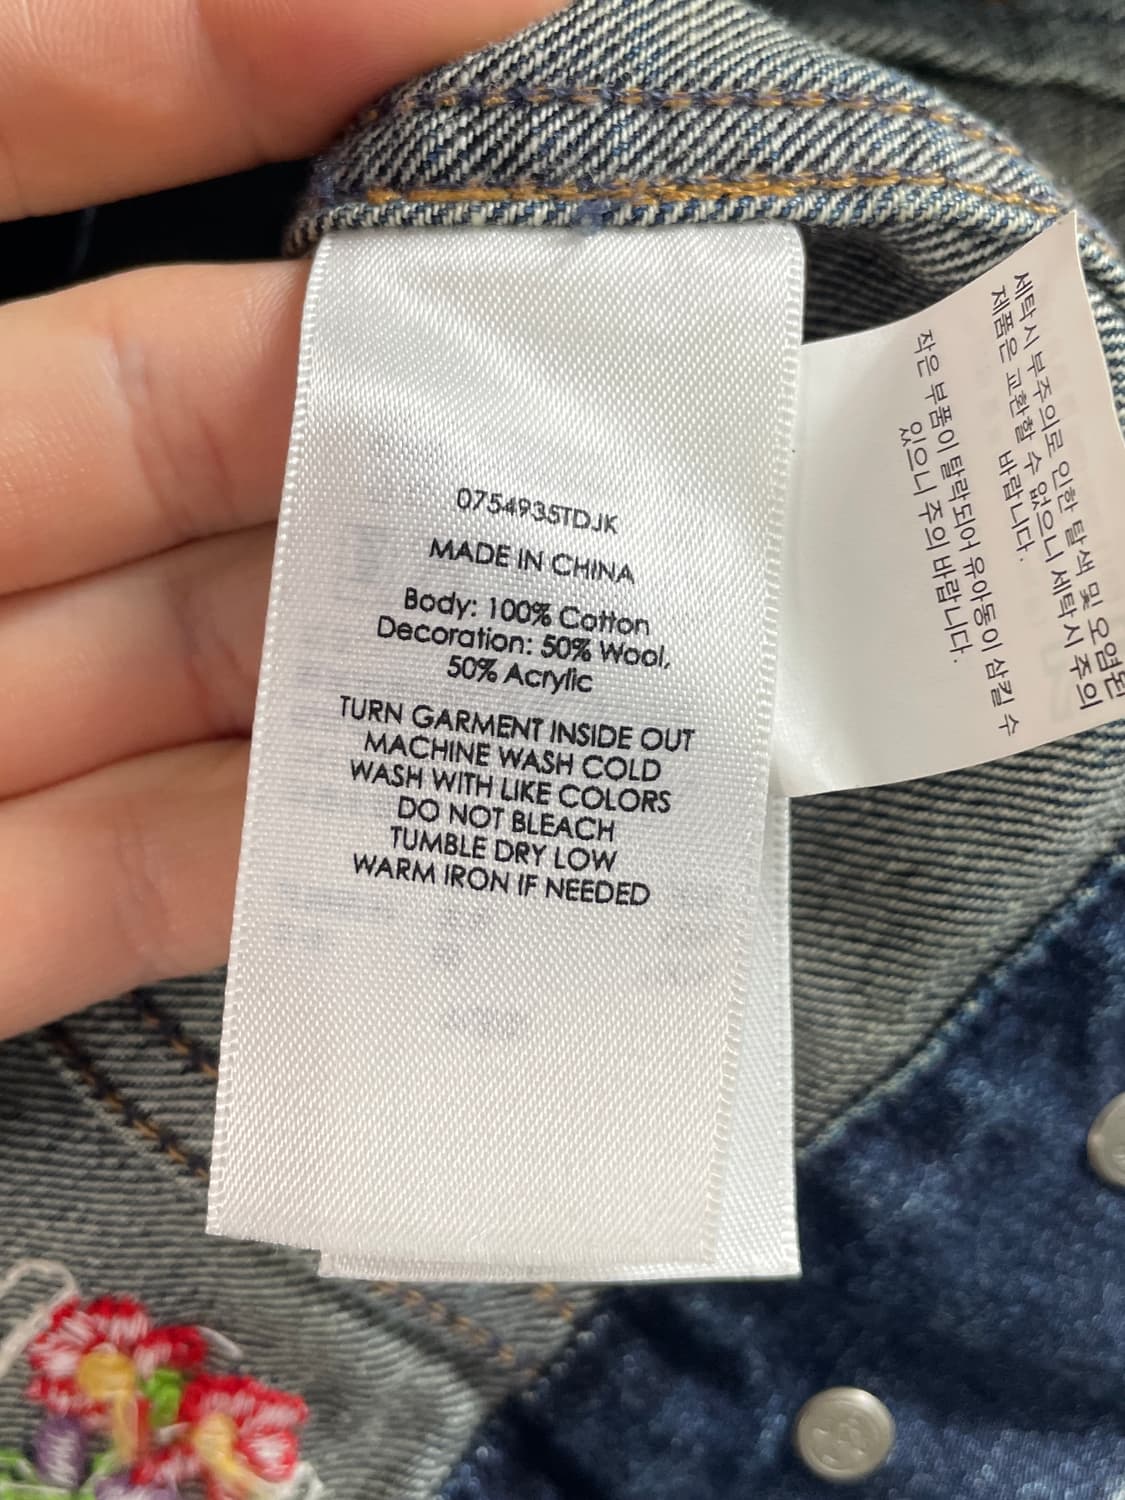 0754935TDJK
MADE IN CHINA
Body: 100% Cotton
Decoration: 50% Wool,
50% Acrylic
TURN GARMENT INSIDE OUT
MACHINE WASH COLD
WASH WITH LIKE COLORS
DO NOT BLEACH
TUMBLE DRY LOW
WARM IRON IF NEEDED
세탁 시 부주의로 인한 탈색 및 오염된
제품은 교환할 수 없으니 세탁시 주의
바랍니다.
작은 부품이 탈락되어 유아동이 삼킬 수
있으니 주의 바랍니다.